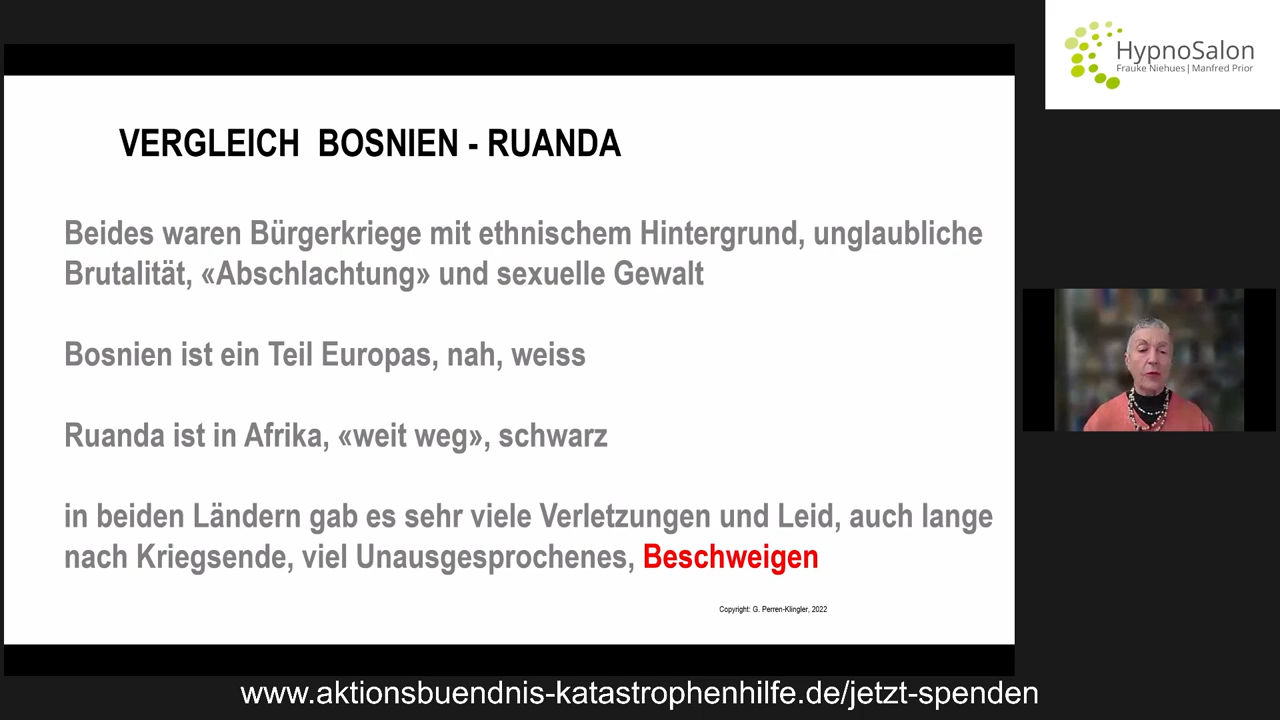 HypnoSalon
Frauke Niehues | Manfred Prior
VERGLEICH BOSNIEN - RUANDA
Beides waren Bürgerkriege mit ethnischem Hintergrund, unglaubliche
Brutalität, «Abschlachtung» und sexuelle Gewalt
Bosnien ist ein Teil Europas, nah, weiss
Ruanda ist in Afrika, «weit weg», schwarz
in beiden Ländern gab es sehr viele Verletzungen und Leid, auch lange
nach Kriegsende, viel Unausgesprochenes, Beschweigen
Copyright: G. Perren-Klingler, 2022
www.aktionsbuendnis-katastrophenhilfe.de/jetzt-spenden